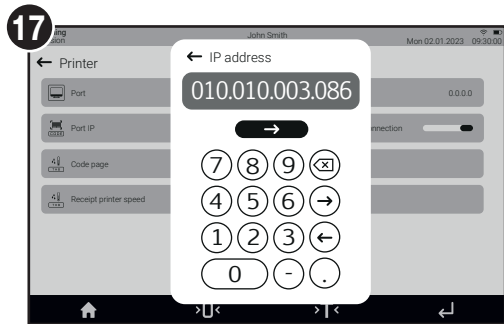 17
John Smith
Mon 02.01.2023 09:30:00
Printer
IP address
010.010.003.086
Port
0.0.0.0
Port IP
Code page
Receipt printer speed
7 8 9
4 5 6
1 2 3
0 - .
>0<
>T<